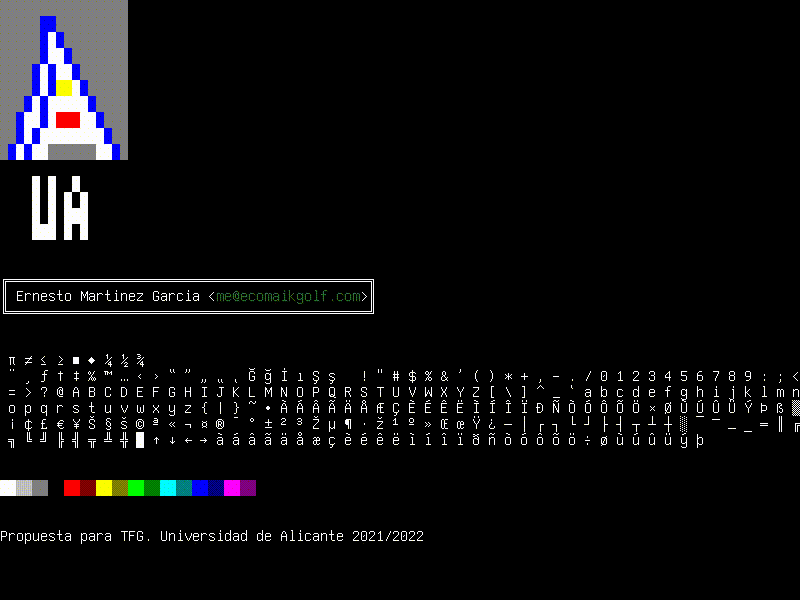 UA
Ernesto Martinez Garcia <me@ecomaikgolf.com>
π ≠ ≤ ≥ ■ ◆ ¼ ½ ¾
¨ ¸ ƒ † ‡ ‰ ™ … ‹ › “ ” „ „ ˛ Ğ ğ İ ı Ş ş ! " # $ % & ' ( ) * + , - . / 0 1 2 3 4 5 6 7 8 9 : ; <
= > ? @ A B C D E F G H I J K L M N O P Q R S T U V W X Y Z [ \ ] ^ _ ` a b c d e f g h i j k l m n
o p q r s t u v w x y z { | } ~ • À Á Â Ã Ä Å Æ Ç È É Ê Ë Ì Í Î Ï Ð Ñ Ò Ó Ô Õ Ö × Ø Ù Ú Û Ü Ý Þ ß ▒
¡ ¢ £ € ¥ Š § š © ª « ¬ ¤ ® ¯ ° ± ² ³ Ž µ ¶ · ž ¹ º » Œ œ Ÿ ¿ ─ │ ┌ ┐ └ ┘ ├ ┤ ┬ ┴ ┼ ░ ¯ ¯ _ _ = ║ ╔
╗ ╚ ╝ ╠ ╣ ╦ ╩ ╬ █ ↑ ↓ ← → à á â ã ä å æ ç è é ê ë ì í î ï ð ñ ò ó ô õ ö ÷ ø ù ú û ü ý þ
Propuesta para TFG. Universidad de Alicante 2021/2022